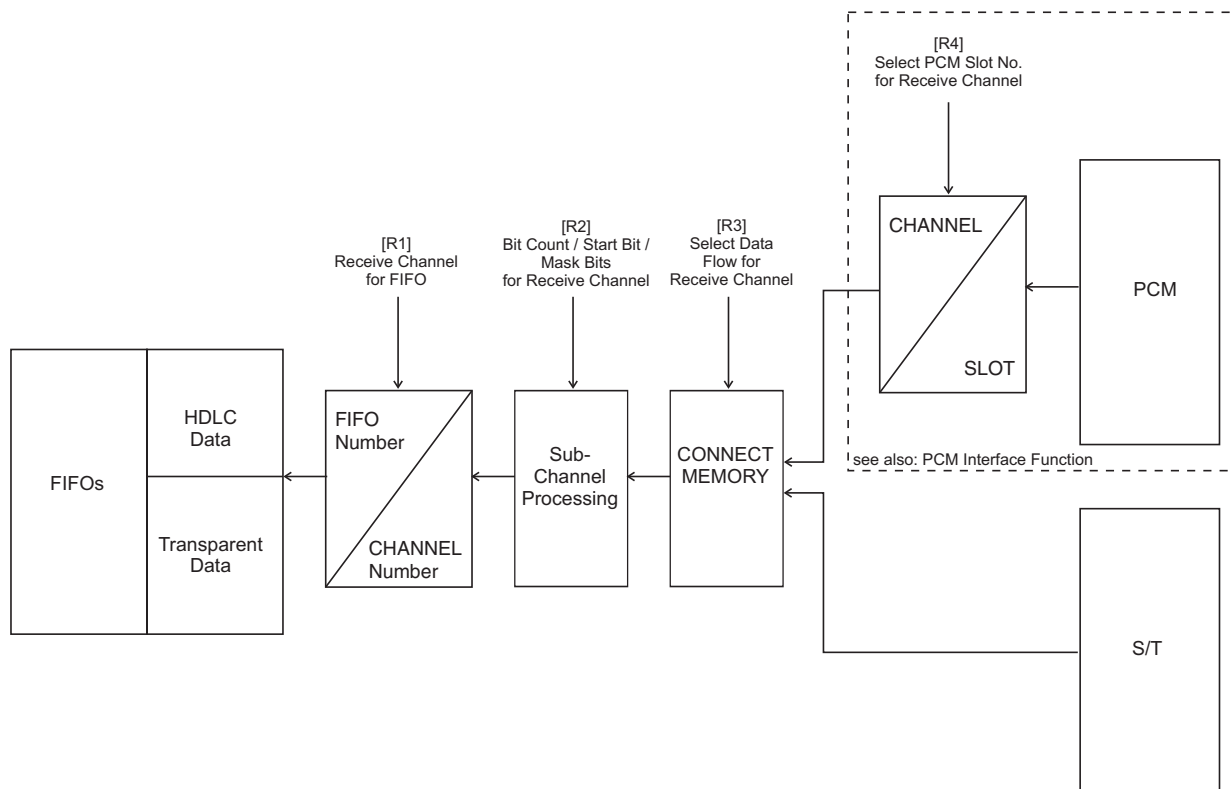 [R4]
Select PCM Slot No.
for Receive Channel
CHANNEL
SLOT
PCM
see also: PCM Interface Function
[R1]
Receive Channel
for FIFO
[R2]
Bit Count / Start Bit /
Mask Bits
for Receive Channel
[R3]
Select Data
Flow for
Receive Channel
FIFOs
HDLC
Data
Transparent
Data
FIFO
Number
CHANNEL
Number
Sub-
Channel
Processing
CONNECT
MEMORY
S/T